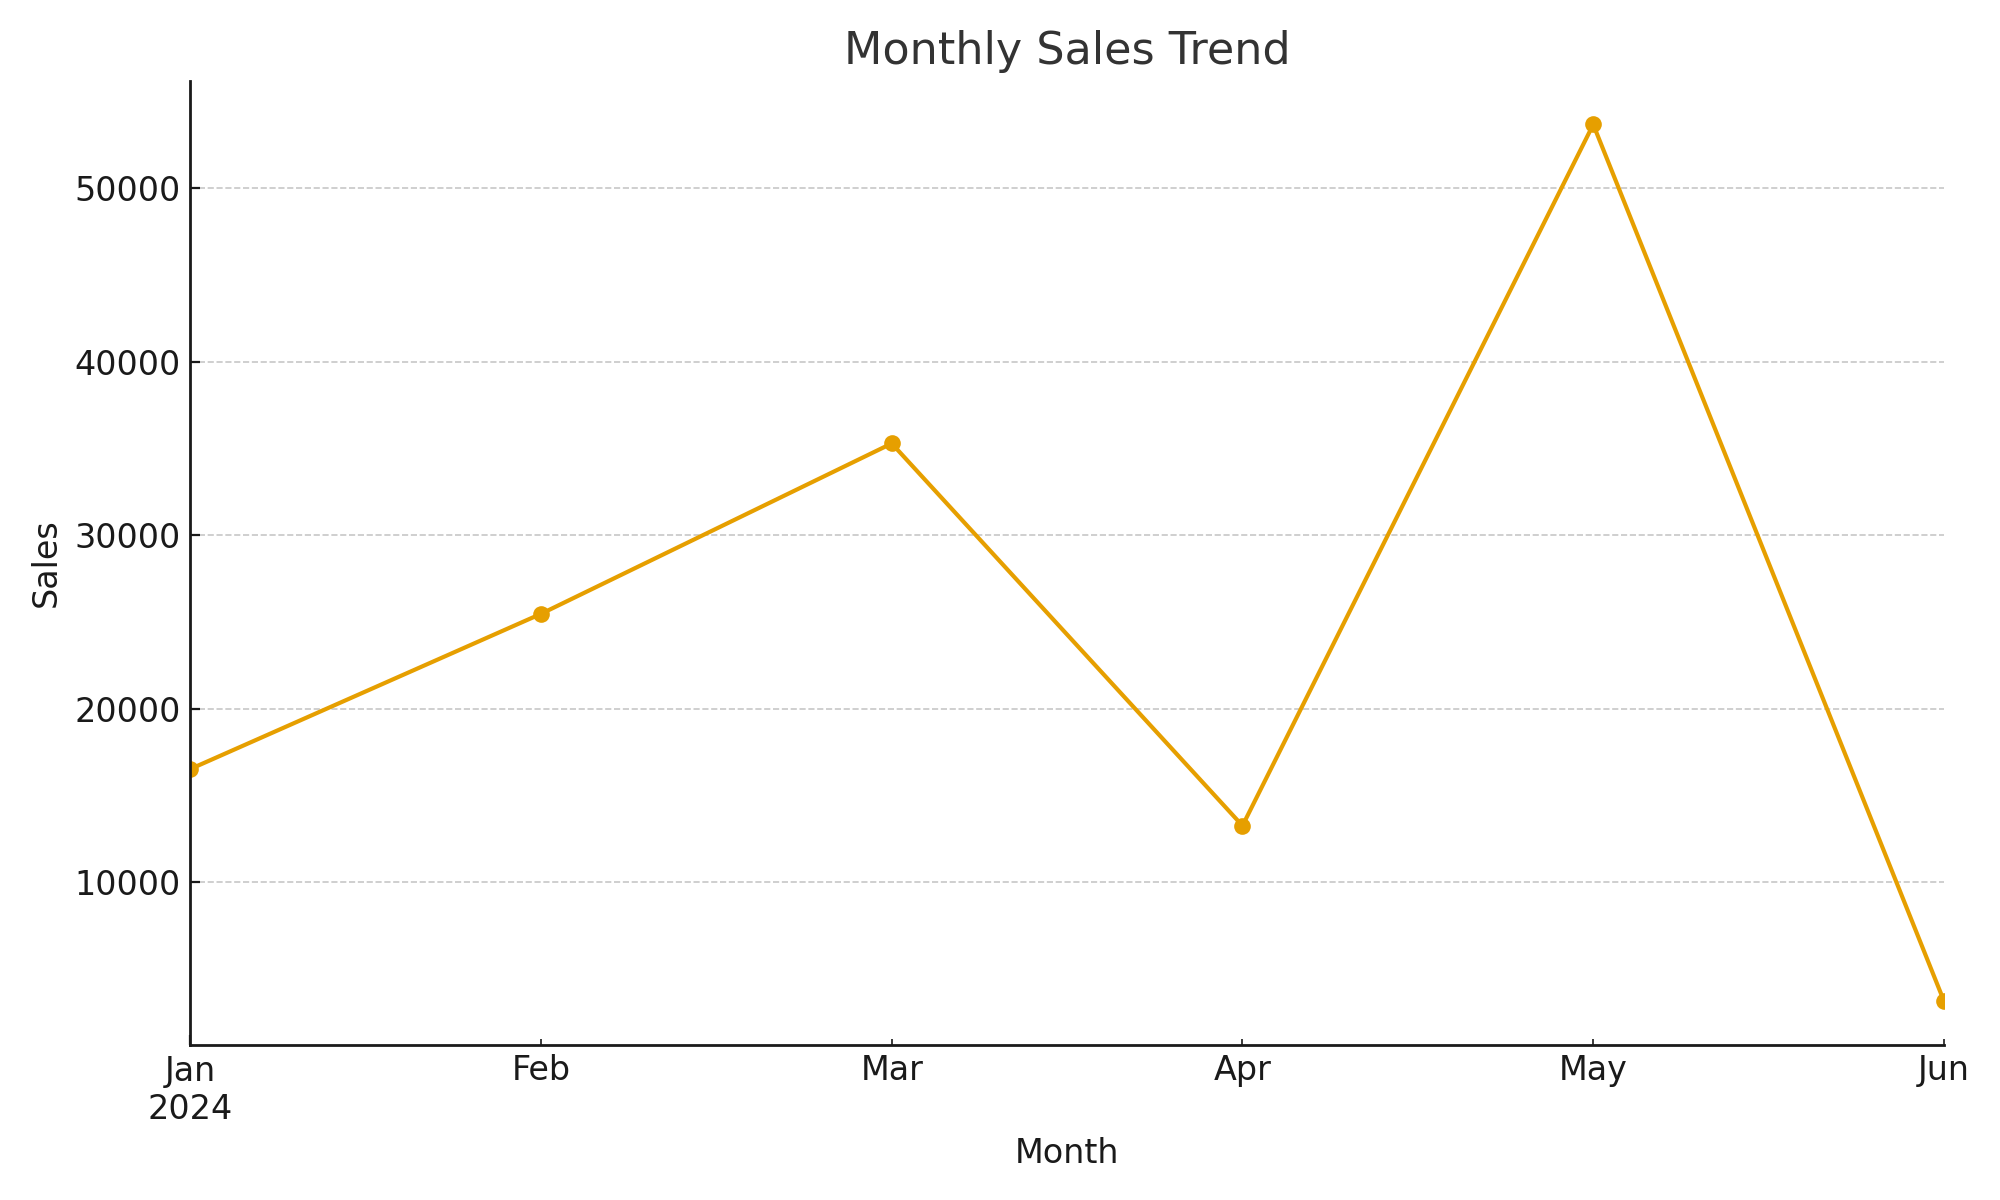 Monthly Sales Trend
50000
40000
30000
20000
10000
Sales
Jan
2024
Feb
Mar
Apr
May
Jun
Month